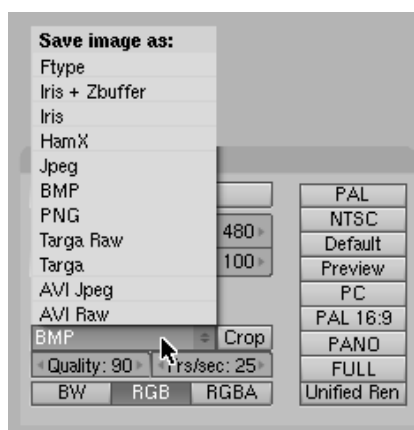 Save image as:
Ftype
Iris + Zbuffer
Iris
HamX
Jpeg
BMP
PNG
Targa Raw
Targa
AVI Jpeg
AVI Raw
480
100
BMP
Crop
Quality: 90
Frs/sec: 25
BW RGB RGBA
PAL
NTSC
Default
Preview
PC
PAL 16:9
PANO
FULL
Unified Ren